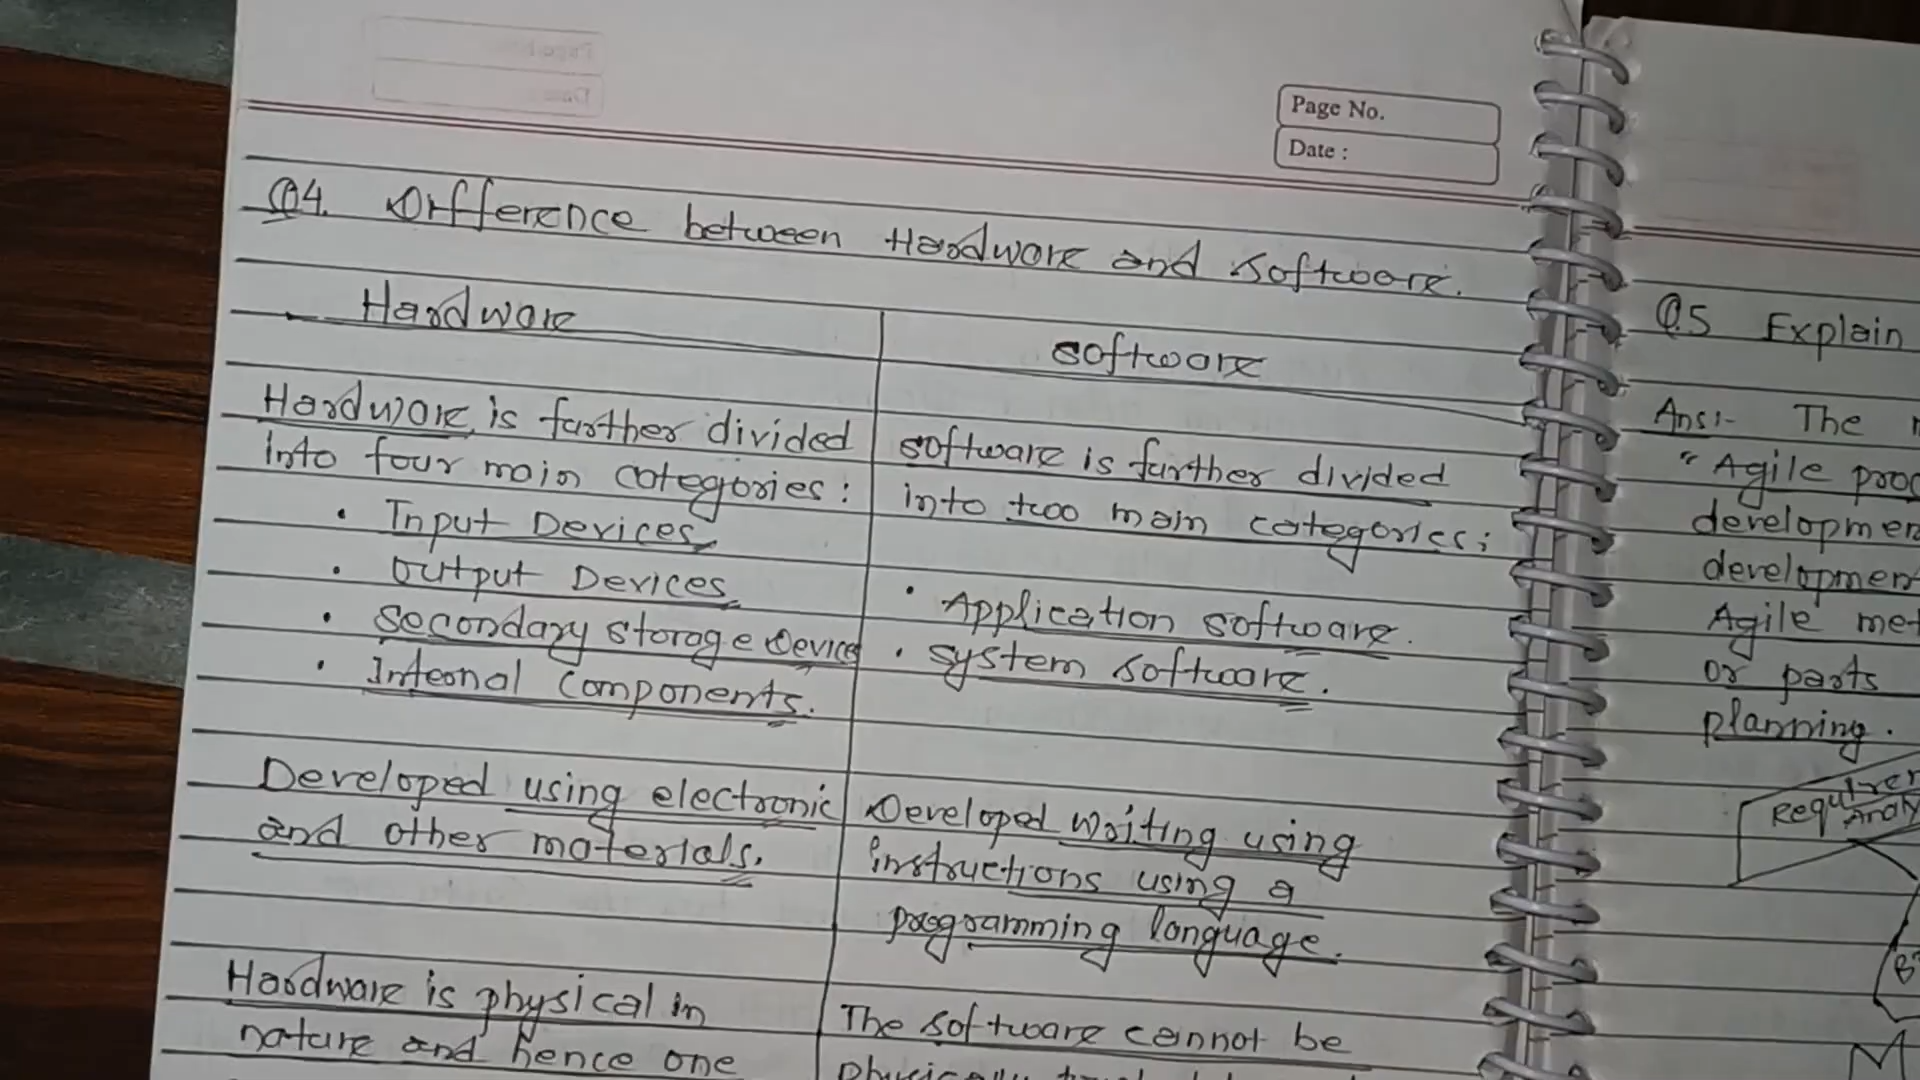 Page No.
Date :
Q4. Difference between Hardware and Software.
Hardware
Hardware is further divided
into four main categories:
• Input Devices
• Output Devices
• Secondary storage Devices
• Internal components.
Developed using electronic
and other materials.
Hardware is physical in
nature and hence one
software
software is further divided
into two main categories:
• Application software.
• system software.
Developed writing using
instructions using a
programming language.
The software cannot be
physically
Q.5 Explain
Ans:- The
"Agile
development
development
Agile
or parts
planning.